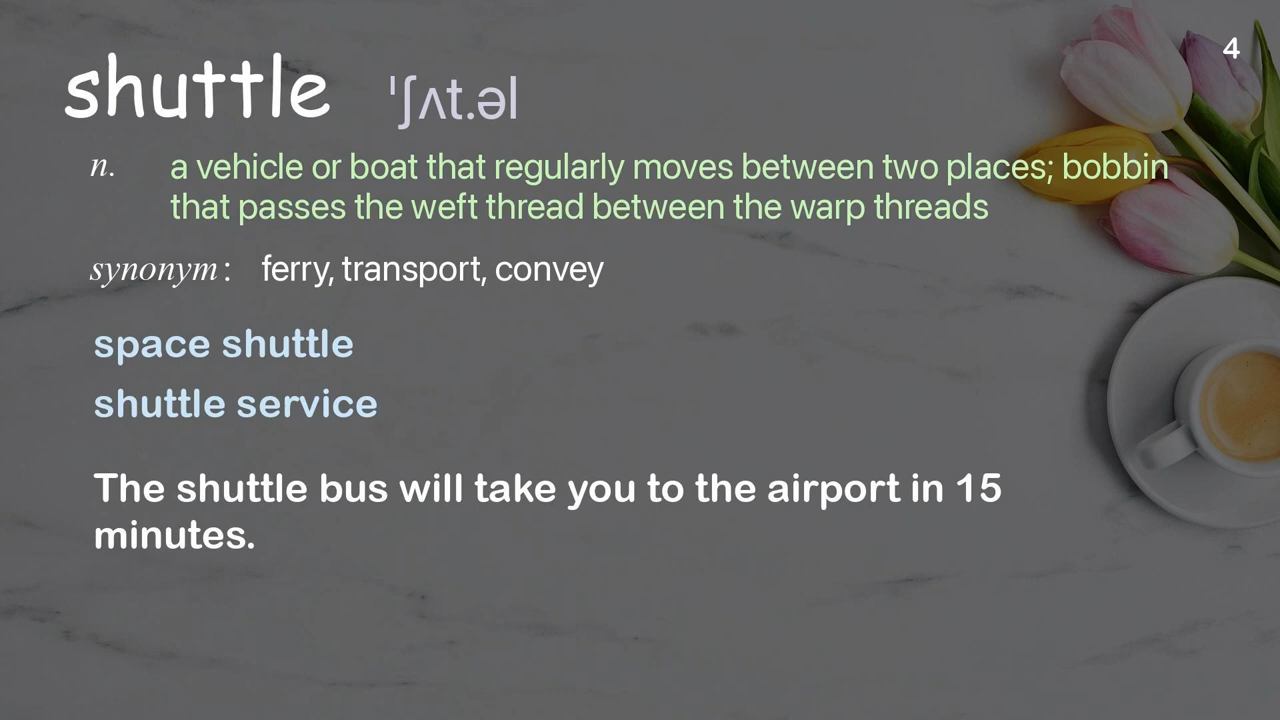 4
shuttle ˈʃʌt.əl
n. a vehicle or boat that regularly moves between two places; bobbin
that passes the weft thread between the warp threads
synonym: ferry, transport, convey
space shuttle
shuttle service
The shuttle bus will take you to the airport in 15
minutes.